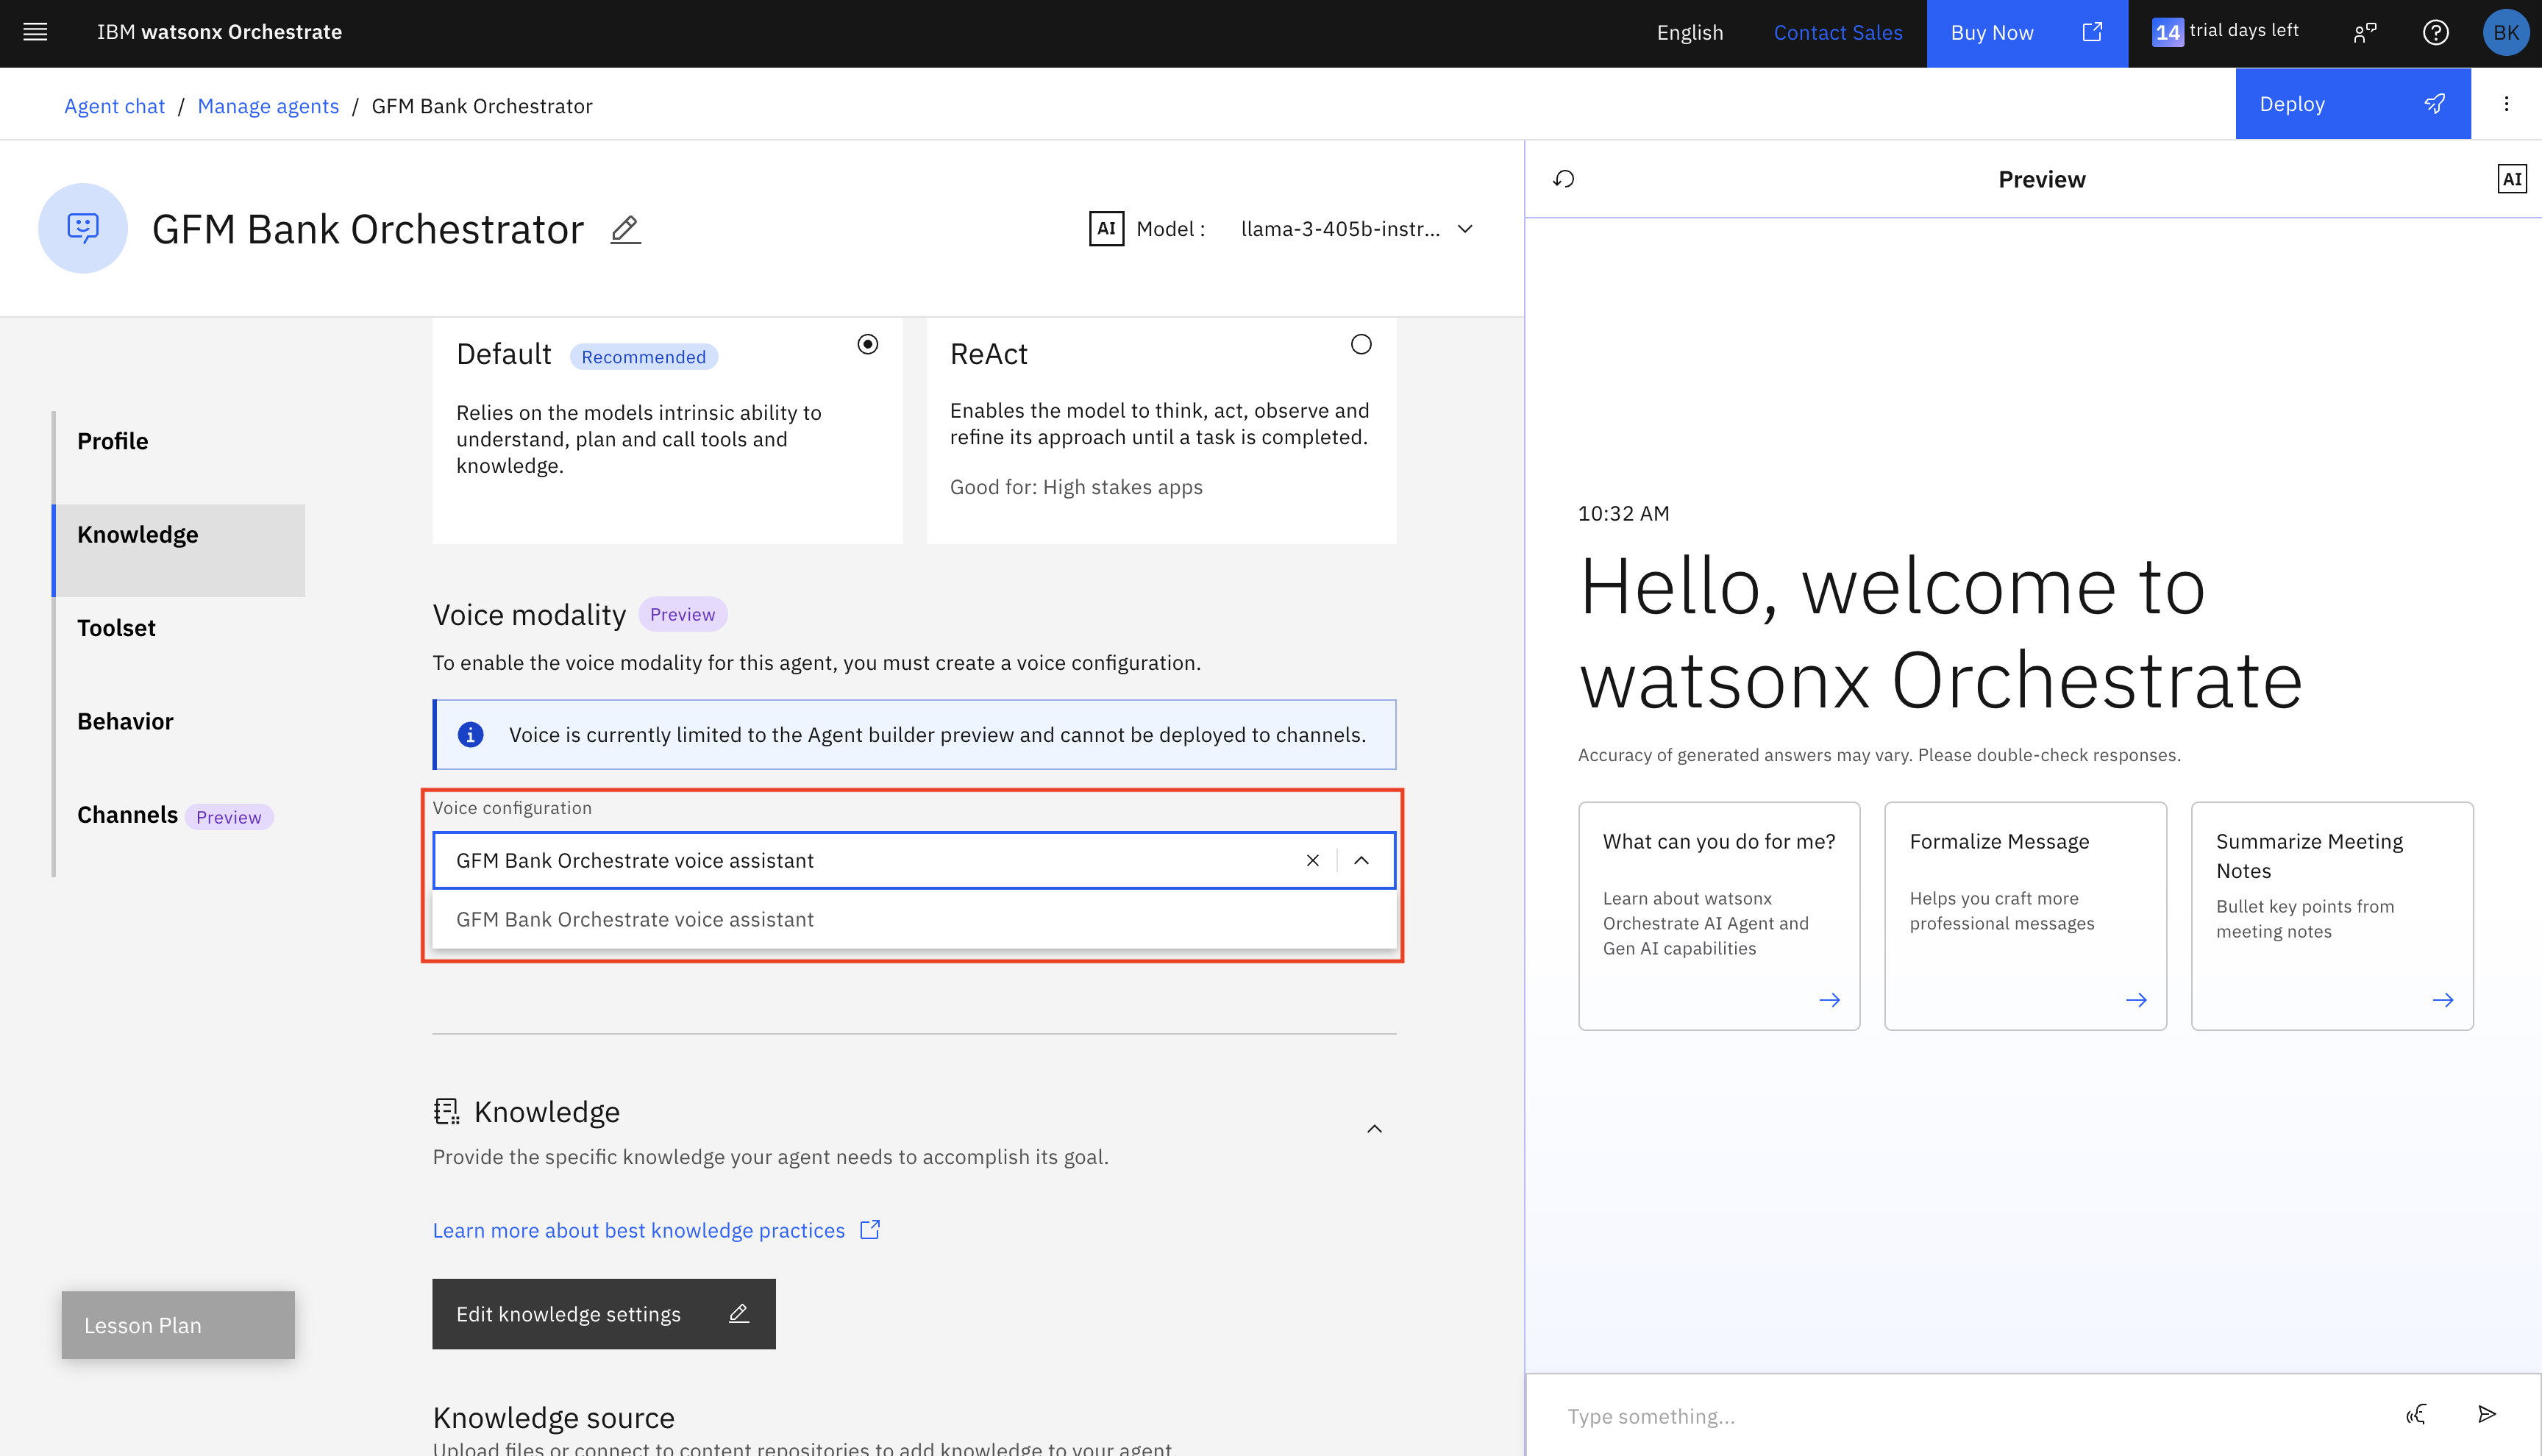 IBM watsonx Orchestrate
English
Contact Sales
Buy Now
14 trial days left
BK
Agent chat / Manage agents / GFM Bank Orchestrator
Deploy
GFM Bank Orchestrator
AI Model : llama-3-405b-instr...
Profile
Knowledge
Toolset
Behavior
Channels Preview
Lesson Plan
Default Recommended
Relies on the models intrinsic ability to
understand, plan and call tools and
knowledge.
ReAct
Enables the model to think, act, observe and
refine its approach until a task is completed.
Good for: High stakes apps
Voice modality Preview
To enable the voice modality for this agent, you must create a voice configuration.
Voice is currently limited to the Agent builder preview and cannot be deployed to channels.
Voice configuration
GFM Bank Orchestrate voice assistant
GFM Bank Orchestrate voice assistant
Knowledge
Provide the specific knowledge your agent needs to accomplish its goal.
Learn more about best knowledge practices
Edit knowledge settings
Knowledge source
Upload files or connect to content repositories to add knowledge to your agent
Preview
AI
10:32 AM
Hello, welcome to
watsonx Orchestrate
Accuracy of generated answers may vary. Please double-check responses.
What can you do for me?
Learn about watsonx
Orchestrate AI Agent and
Gen AI capabilities
Formalize Message
Helps you craft more
professional messages
Summarize Meeting
Notes
Bullet key points from
meeting notes
Type something...